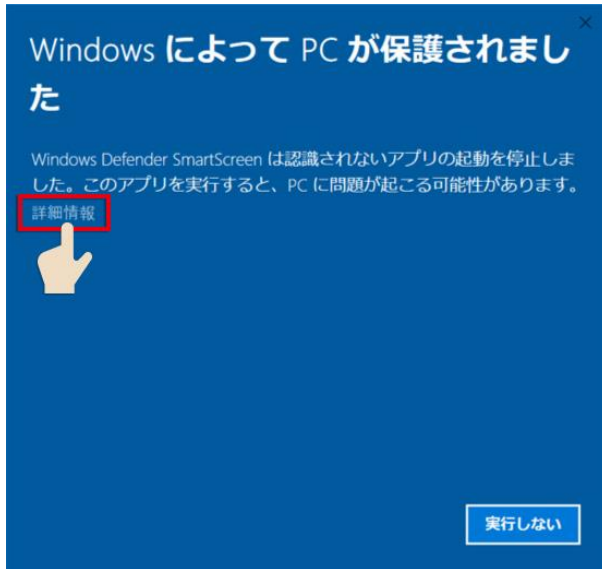 Windows によって PC が保護されまし
た
Windows Defender SmartScreen は認識されないアプリの起動を停止しま
した。このアプリを実行すると、PC に問題が起こる可能性があります。
詳細情報
実行しない